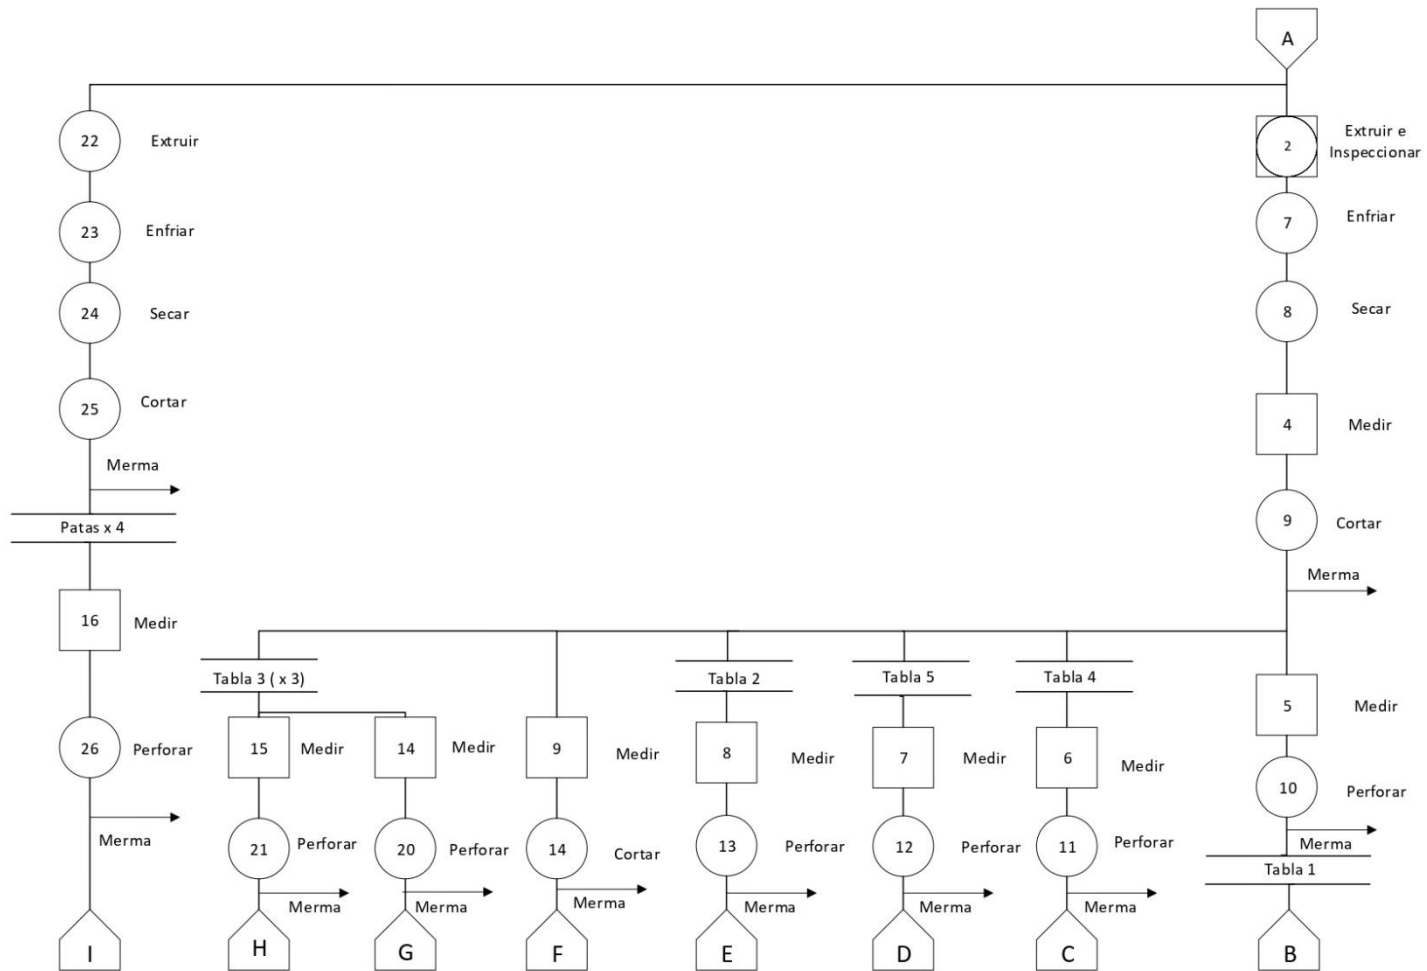 A
22
Extruir
2
Extruir e
Inspeccionar
23
Enfriar
7
Enfriar
24
Secar
8
Secar
25
Cortar
4
Medir
Merma
9
Cortar
Patas x 4
Merma
16
Medir
Tabla 3 ( x 3)
Tabla 2
Tabla 5
Tabla 4
5
Medir
26
Perforar
15
Medir
14
Medir
9
Medir
8
Medir
7
Medir
6
Medir
10
Perforar
Merma
21
Perforar
20
Perforar
14
Cortar
13
Perforar
12
Perforar
11
Perforar
Merma
Tabla 1
Merma
Merma
Merma
Merma
Merma
Merma
I
H
G
F
E
D
C
B